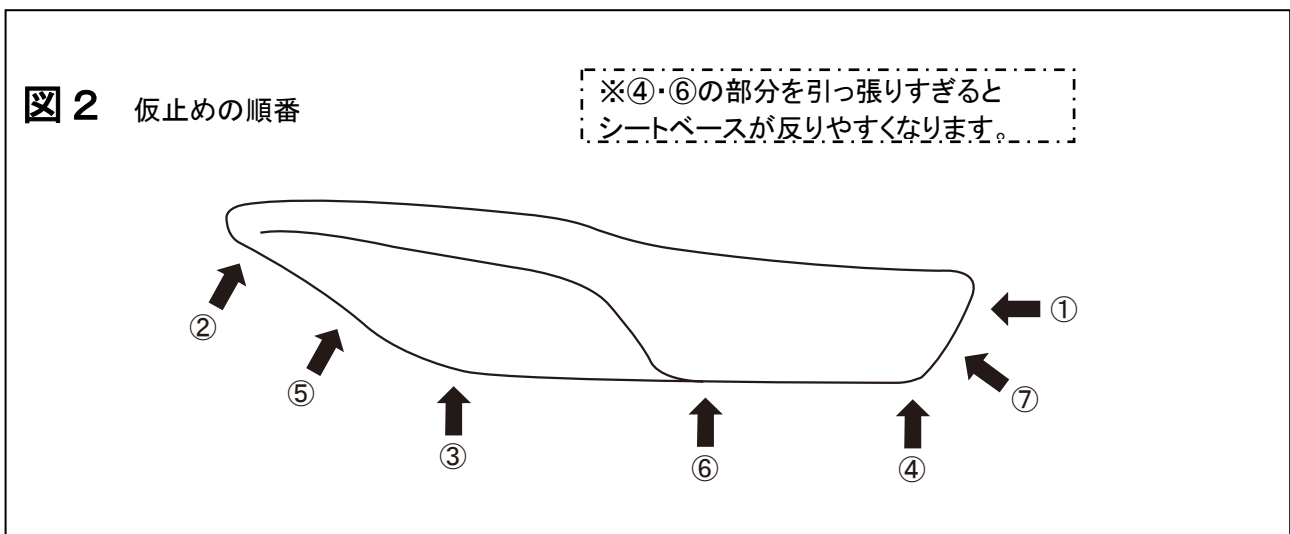 図2 仮止めの順番
※④・⑥の部分を引っ張りすぎると
シートベースが反りやすくなります。
①
②
⑤
⑦
③
⑥
④